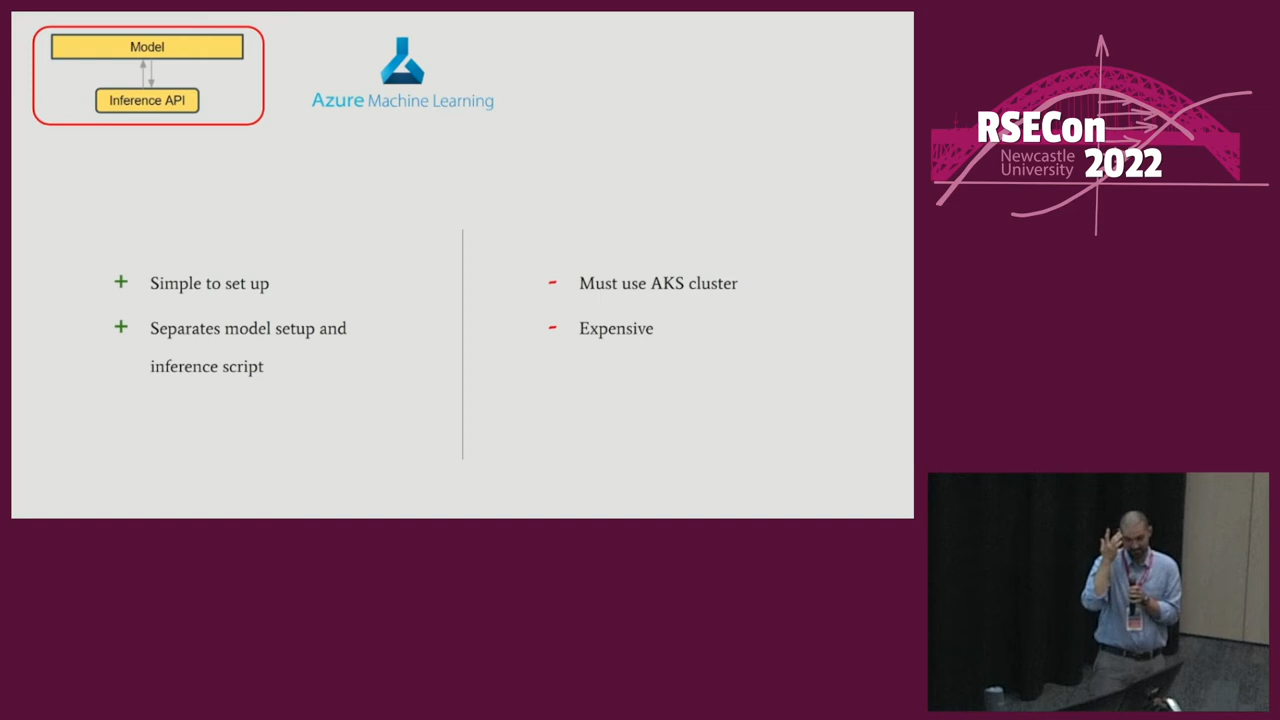 Model
Inference API
Azure Machine Learning
+ Simple to set up
+ Separates model setup and
inference script
- Must use AKS cluster
- Expensive
RSECon
Newcastle
University
2022